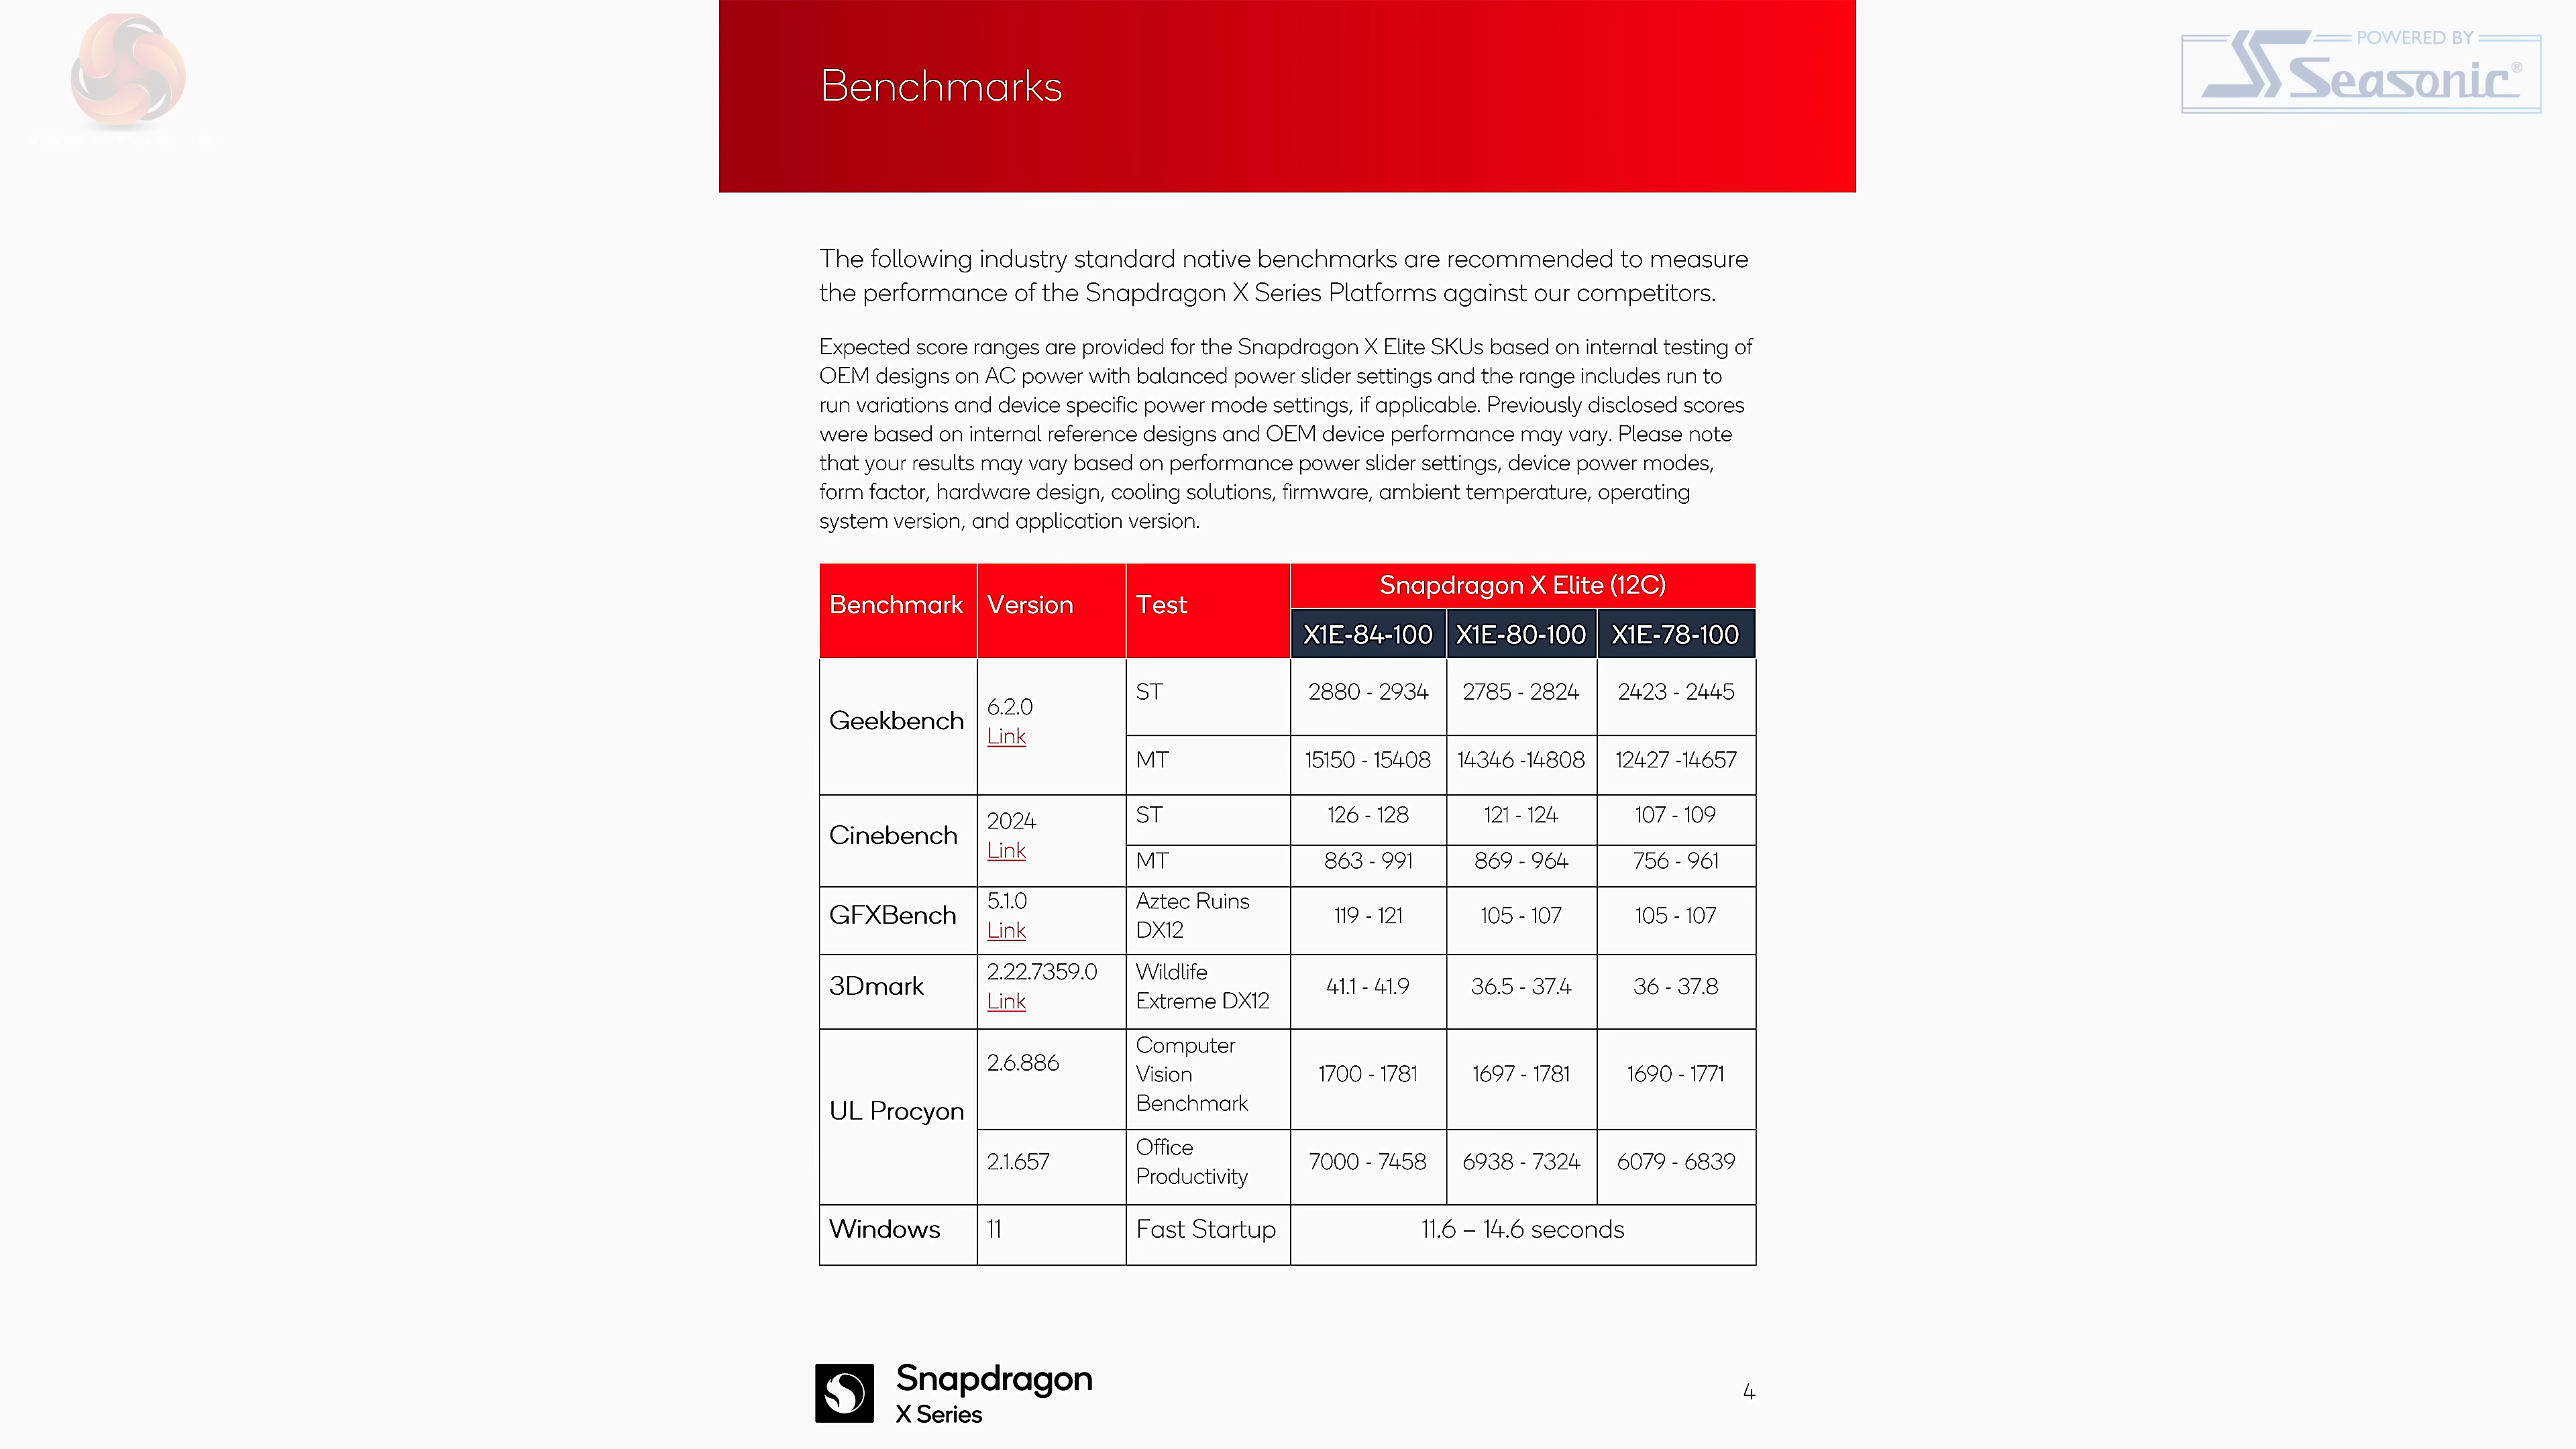 POWERED BY
Seasonic®
Benchmarks
The following industry standard native benchmarks are recommended to measure
the performance of the Snapdragon X Series Platforms against our competitors.
Expected score ranges are provided for the Snapdragon X Elite SKUs based on internal testing of
OEM designs on AC power with balanced power slider settings and the range includes run to
run variations and device specific power mode settings, if applicable. Previously disclosed scores
were based on internal reference designs and OEM device performance may vary. Please note
that your results may vary based on performance power slider settings, device power modes,
form factor, hardware design, cooling solutions, firmware, ambient temperature, operating
system version, and application version.
Benchmark Version Test Snapdragon X Elite (12C)
X1E-84-100 X1E-80-100 X1E-78-100
Geekbench 6.2.0 Link ST 2880 - 2934 2785 - 2824 2423 - 2445
MT 15150 - 15408 14346 -14808 12427 -14657
Cinebench 2024 Link ST 126 - 128 121 - 124 107 - 109
MT 863 - 991 869 - 964 756 - 961
GFXBench 5.1.0 Link Aztec Ruins DX12 119 - 121 105 - 107 105 - 107
3Dmark 2.22.7359.0 Link Wildlife Extreme DX12 41.1 - 41.9 36.5 - 37.4 36 - 37.8
UL Procyon 2.6.886 Computer Vision Benchmark 1700 - 1781 1697 - 1781 1690 - 1771
2.1.657 Office Productivity 7000 - 7458 6938 - 7324 6079 - 6839
Windows 11 Fast Startup 11.6 – 14.6 seconds
Snapdragon
X Series
4